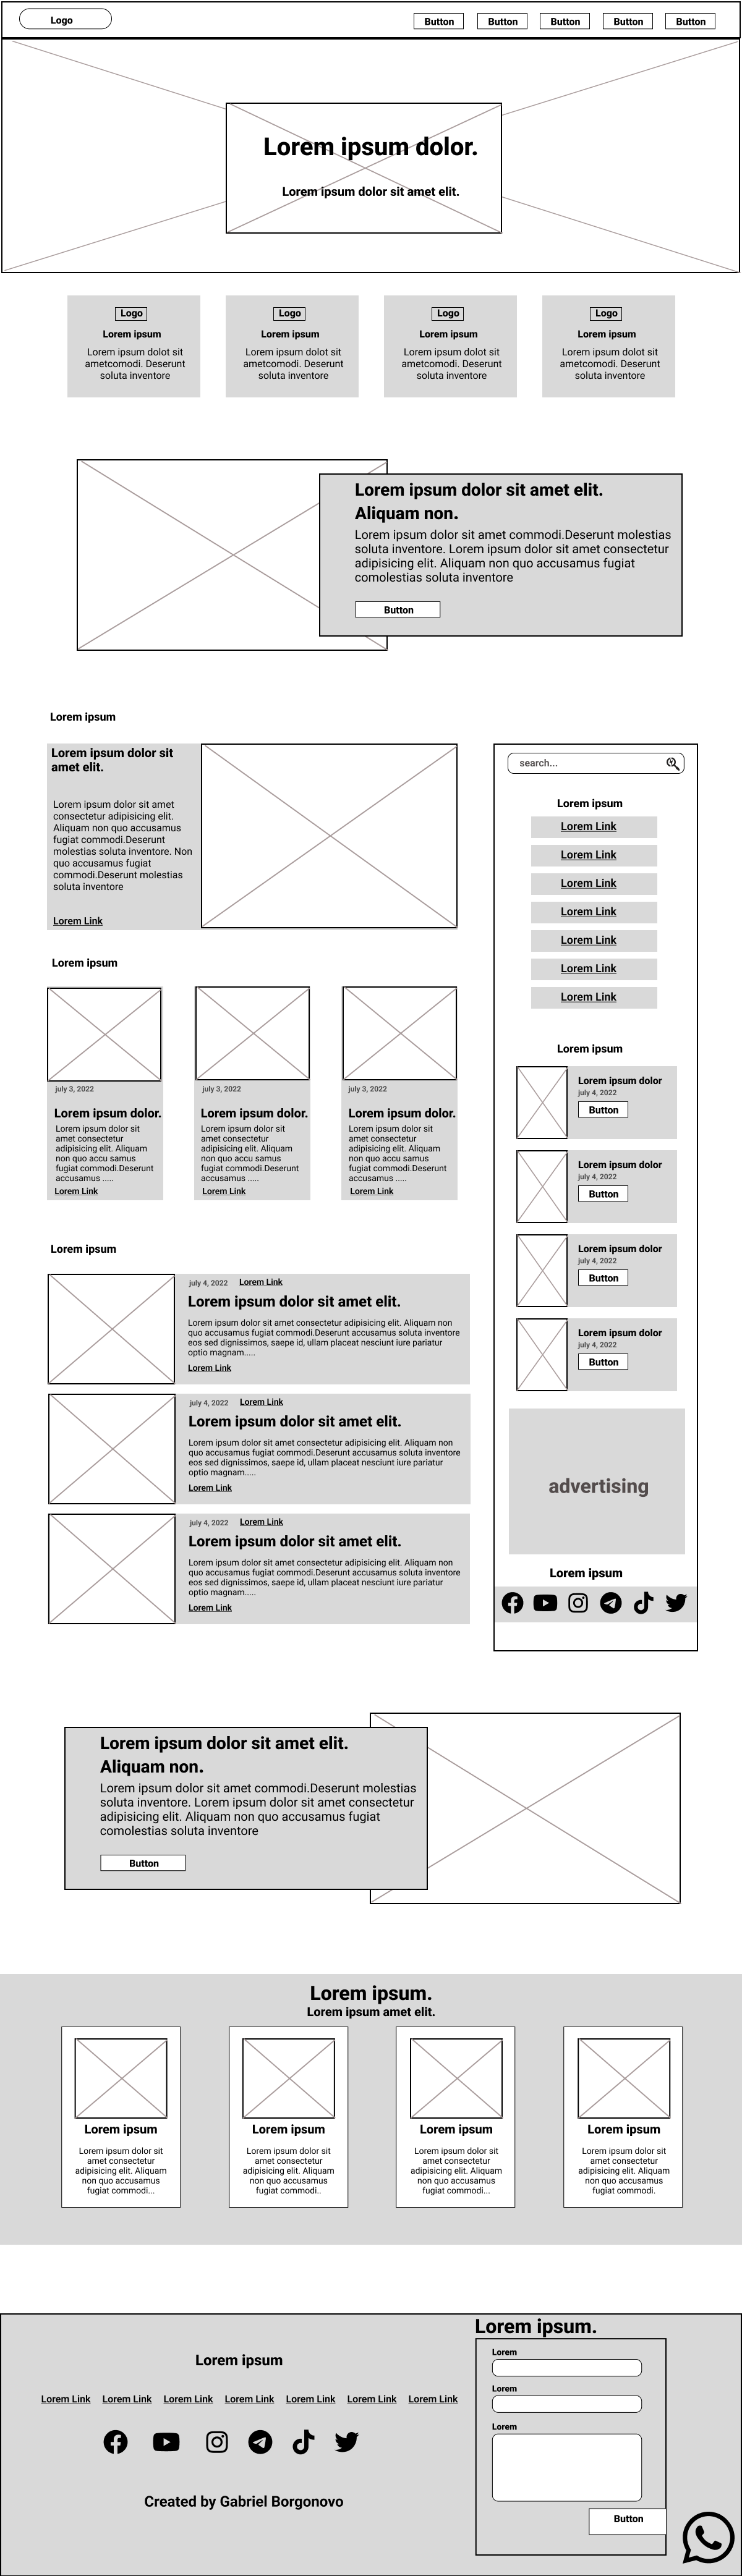 Logo
Button Button Button Button Button
Lorem ipsum dolor.
Lorem ipsum dolor sit amet elit.
Logo
Lorem ipsum
Lorem ipsum dolot sit
ametcomodi. Deserunt
soluta inventore
Logo
Lorem ipsum
Lorem ipsum dolot sit
ametcomodi. Deserunt
soluta inventore
Logo
Lorem ipsum
Lorem ipsum dolot sit
ametcomodi. Deserunt
soluta inventore
Logo
Lorem ipsum
Lorem ipsum dolot sit
ametcomodi. Deserunt
soluta inventore
Lorem ipsum dolor sit amet elit.
Aliquam non.
Lorem ipsum dolor sit amet commodi.Deserunt molestias
soluta inventore. Lorem ipsum dolor sit amet consectetur
adipisicing elit. Aliquam non quo accusamus fugiat
comolestias soluta inventore
Button
Lorem ipsum
Lorem ipsum dolor sit
amet elit.
Lorem ipsum dolor sit amet
consectetur adipisicing elit.
Aliquam non quo accusamus
fugiat commodi.Deserunt
molestias soluta inventore. Non
quo accusamus fugiat
commodi.Deserunt molestias
soluta inventore
Lorem Link
Lorem ipsum
july 3, 2022
Lorem ipsum dolor.
Lorem ipsum dolor sit
amet consectetur
adipisicing elit. Aliquam
non quo accu samus
fugiat commodi.Deserunt
accusamus .....
Lorem Link
july 3, 2022
Lorem ipsum dolor.
Lorem ipsum dolor sit
amet consectetur
adipisicing elit. Aliquam
non quo accu samus
fugiat commodi.Deserunt
accusamus .....
Lorem Link
july 3, 2022
Lorem ipsum dolor.
Lorem ipsum dolor sit
amet consectetur
adipisicing elit. Aliquam
non quo accu samus
fugiat commodi.Deserunt
accusamus .....
Lorem Link
Lorem ipsum
july 4, 2022 Lorem Link
Lorem ipsum dolor sit amet elit.
Lorem ipsum dolor sit amet consectetur adipisicing elit. Aliquam non
quo accusamus fugiat commodi.Deserunt accusamus soluta inventore
eos sed dignissimos, saepe id, ullam placeat nesciunt iure pariatur
optio magnam.....
Lorem Link
july 4, 2022 Lorem Link
Lorem ipsum dolor sit amet elit.
Lorem ipsum dolor sit amet consectetur adipisicing elit. Aliquam non
quo accusamus fugiat commodi.Deserunt accusamus soluta inventore
eos sed dignissimos, saepe id, ullam placeat nesciunt iure pariatur
optio magnam.....
Lorem Link
july 4, 2022 Lorem Link
Lorem ipsum dolor sit amet elit.
Lorem ipsum dolor sit amet consectetur adipisicing elit. Aliquam non
quo accusamus fugiat commodi.Deserunt accusamus soluta inventore
eos sed dignissimos, saepe id, ullam placeat nesciunt iure pariatur
optio magnam.....
Lorem Link
search...
Lorem ipsum
Lorem Link
Lorem Link
Lorem Link
Lorem Link
Lorem Link
Lorem Link
Lorem Link
Lorem ipsum
Lorem ipsum dolor
july 4, 2022
Button
Lorem ipsum dolor
july 4, 2022
Button
Lorem ipsum dolor
july 4, 2022
Button
Lorem ipsum dolor
july 4, 2022
Button
advertising
Lorem ipsum
Lorem ipsum dolor sit amet elit.
Aliquam non.
Lorem ipsum dolor sit amet commodi.Deserunt molestias
soluta inventore. Lorem ipsum dolor sit amet consectetur
adipisicing elit. Aliquam non quo accusamus fugiat
comolestias soluta inventore
Button
Lorem ipsum.
Lorem ipsum amet elit.
Lorem ipsum
Lorem ipsum dolor sit
amet consectetur
adipisicing elit. Aliquam
non quo accusamus
fugiat commodi...
Lorem ipsum
Lorem ipsum dolor sit
amet consectetur
adipisicing elit. Aliquam
non quo accusamus
fugiat commodi..
Lorem ipsum
Lorem ipsum dolor sit
amet consectetur
adipisicing elit. Aliquam
non quo accusamus
fugiat commodi...
Lorem ipsum
Lorem ipsum dolor sit
amet consectetur
adipisicing elit. Aliquam
non quo accusamus
fugiat commodi.
Lorem ipsum
Lorem Link Lorem Link Lorem Link Lorem Link Lorem Link Lorem Link Lorem Link
Created by Gabriel Borgonovo
Lorem ipsum.
Lorem
Lorem
Lorem
Button